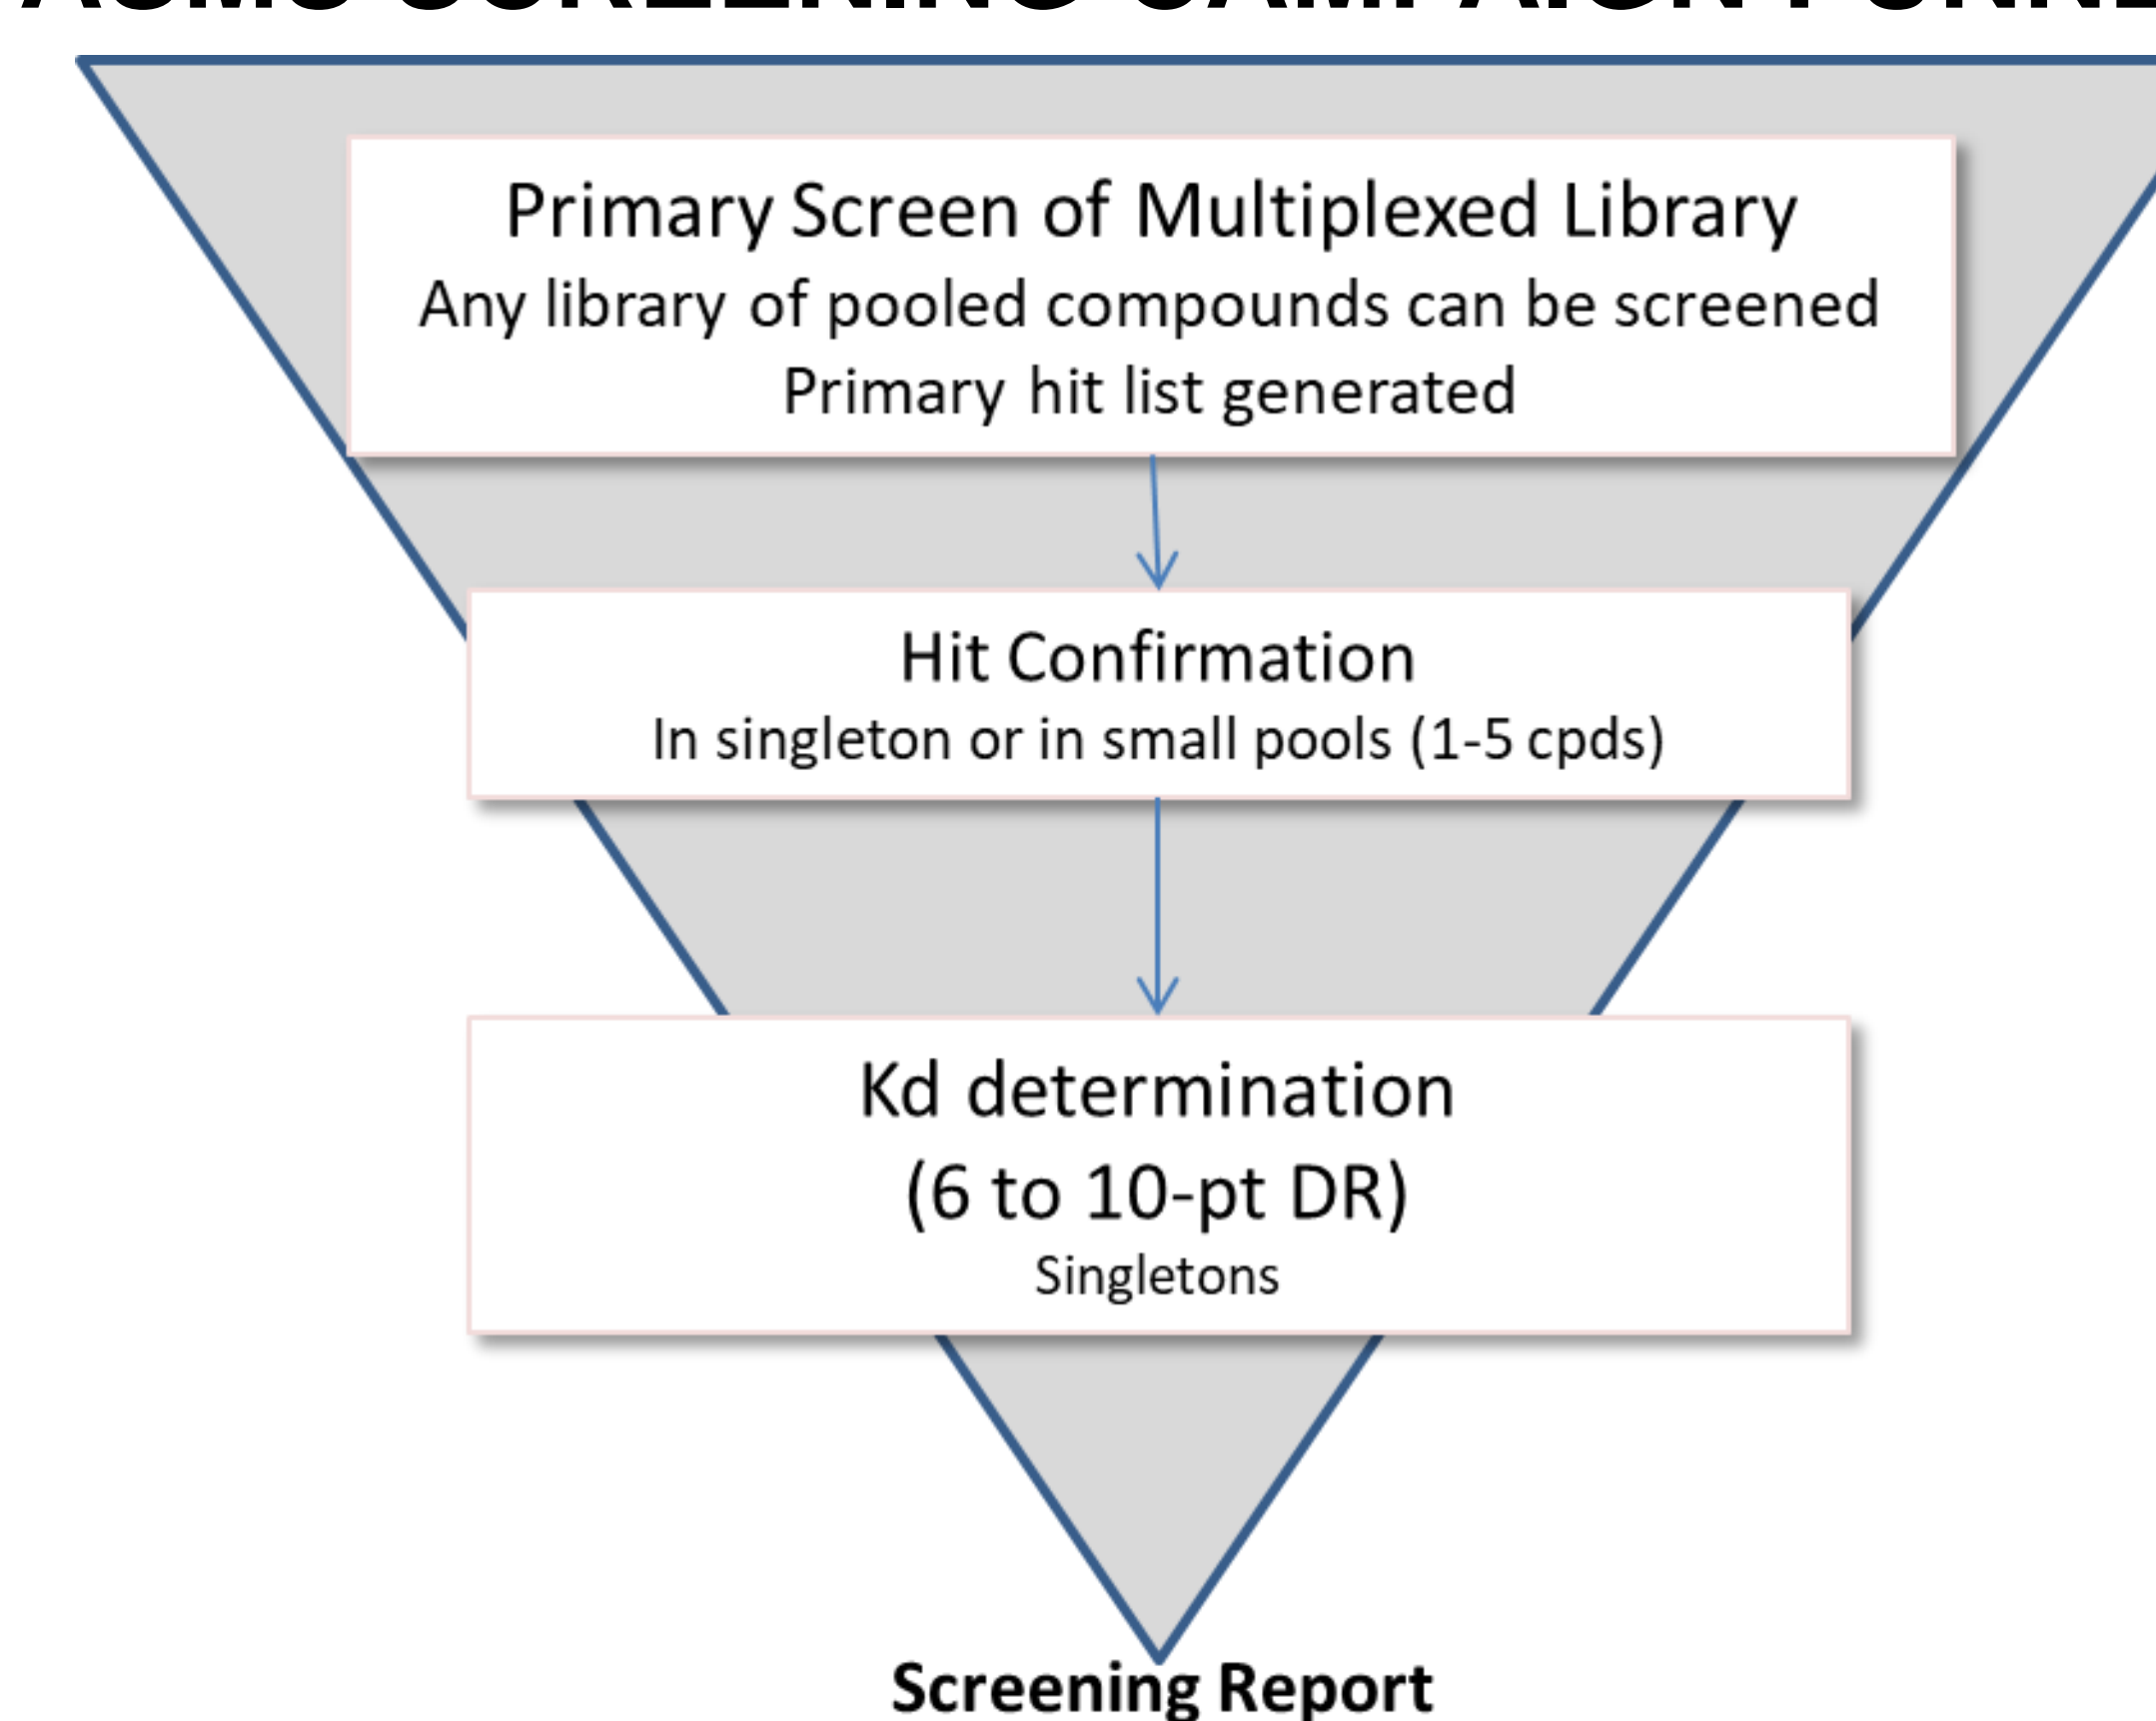 Primary Screen of Multiplexed Library
Any library of pooled compounds can be screened
Primary hit list generated
Hit Confirmation
In singleton or in small pools (1-5 cpds)
Kd determination
(6 to 10-pt DR)
Singletons
Screening Report